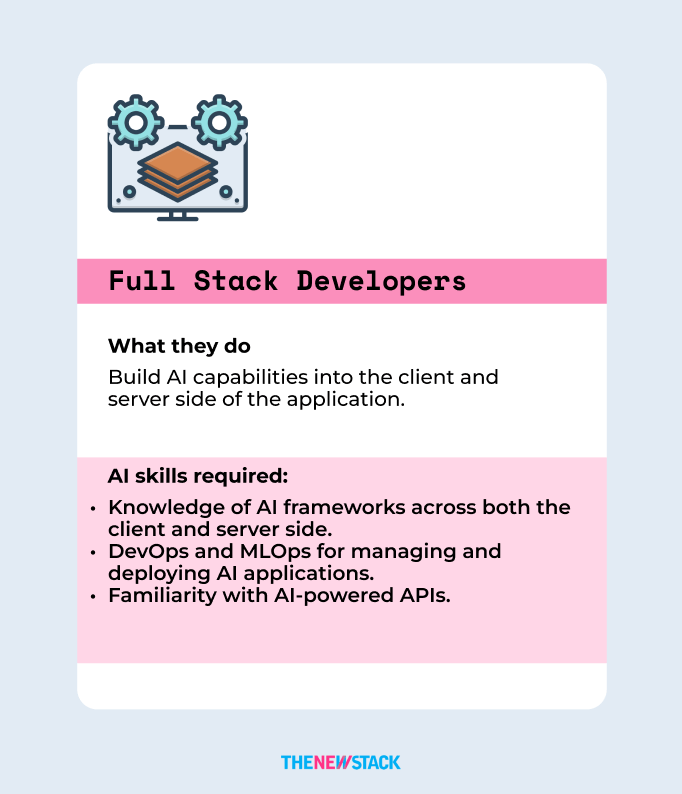 Full Stack Developers
What they do
Build AI capabilities into the client and
server side of the application.
AI skills required:
• Knowledge of AI frameworks across both the
client and server side.
• DevOps and MLOps for managing and
deploying AI applications.
• Familiarity with AI-powered APIs.
THENEWSTACK